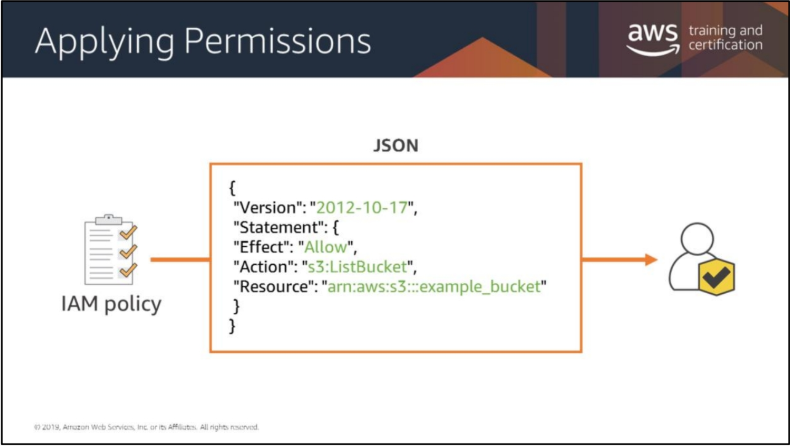 Applying Permissions
aws training and
certification
JSON
{
"Version": "2012-10-17",
"Statement": {
"Effect": "Allow",
"Action": "s3:ListBucket",
"Resource": "arn:aws:s3:::example_bucket"
}
}
IAM policy
© 2019, Amazon Web Services, Inc. or its Affiliates. All rights reserved.